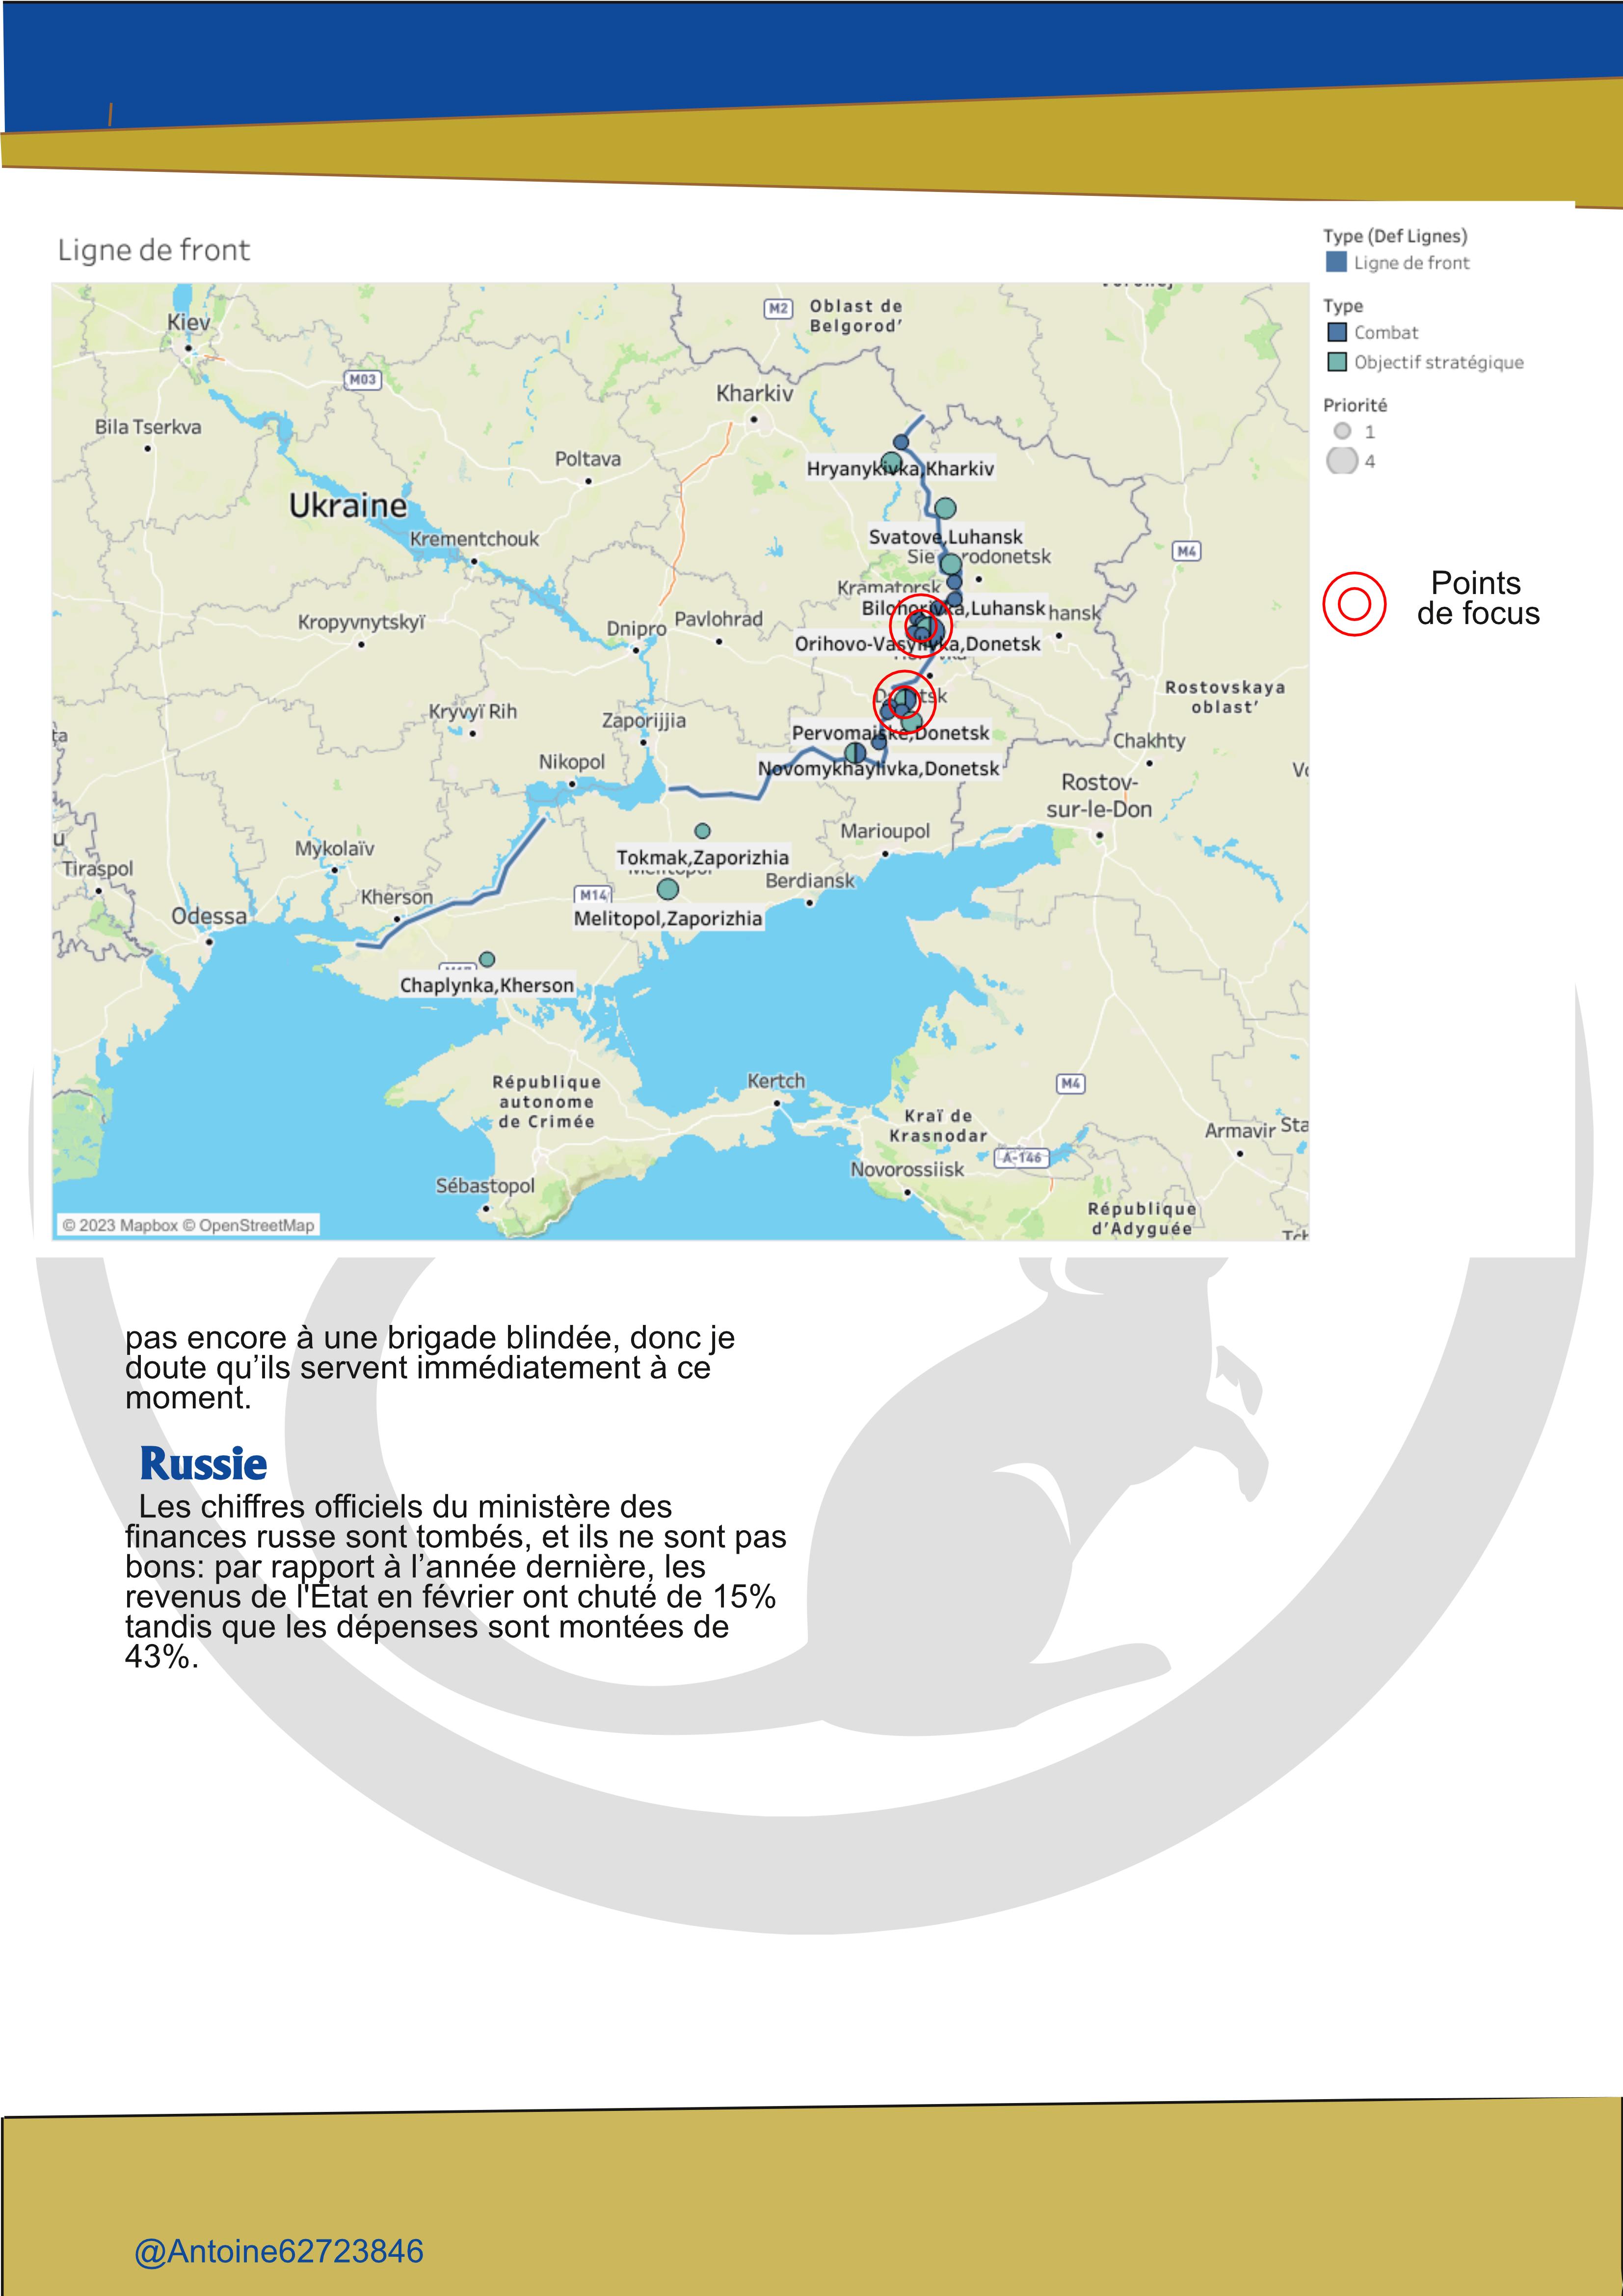 Ligne de front
Type (Def Lignes)
Ligne de front
Type
Combat
Objectif stratégique
Priorité
1
4
Points
de focus
Kiev
M2
Oblast de
Belgorod'
M03
Kharkiv
Bila Tserkva
Poltava
Hryanykivka,Kharkiv
Ukraine
Krementchouk
Svatove,Luhansk
M4
Kramatorsk
Bilohorivka,Luhansk
hansk
Kropyvnytskyï
Dnipro
Pavlohrad
Orihovo-Vasylivka,Donetsk
Rostovskaya
oblast'
Kryvyï Rih
Zaporijjia
Pervomaiske,Donetsk
Chakhty
Nikopol
Novomykhaylivka,Donetsk
Rostov-
sur-le-Don
Marioupol
Mykolaïv
Tokmak,Zaporizhia
Tiraspol
Berdiansk
Kherson
M14
Odessa
Melitopol,Zaporizhia
Chaplynka,Kherson
République
autonome
de Crimée
Kertch
M4
Kraï de
Krasnodar
Armavir
Sta
A-146
Novorossiisk
Sébastopol
République
d'Adyguée
© 2023 Mapbox © OpenStreetMap
pas encore à une brigade blindée, donc je
doute qu’ils servent immédiatement à ce
moment.
Russie
Les chiffres officiels du ministère des
finances russe sont tombés, et ils ne sont pas
bons: par rapport à l’année dernière, les
revenus de l'État en février ont chuté de 15%
tandis que les dépenses sont montées de
43%.
@Antoine62723846